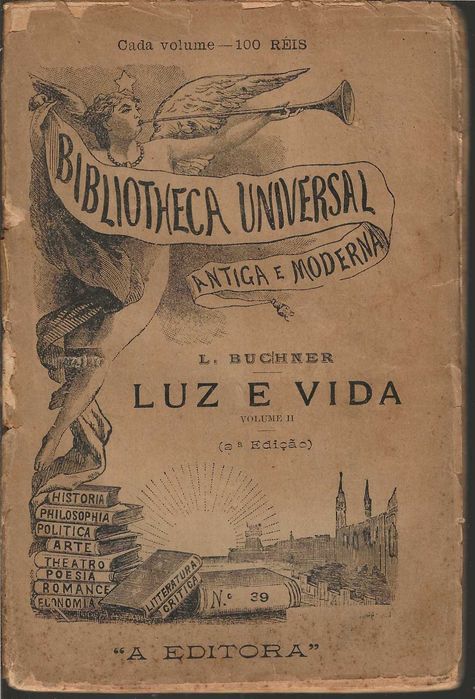 Cada volume — 100 RÉIS
BIBLIOTHECA UNIVERSAL
ANTIGA E MODERNA
L. BUCHNER
LUZ E VIDA
VOLUME II
(2ª Edição)
HISTORIA
PHILOSOPHIA
POLITICA
ARTE
THEATRO
POESIA
ROMANCE
ECONOMIA
LITTERATURA
CRITICA
Nº 39
"A EDITORA"